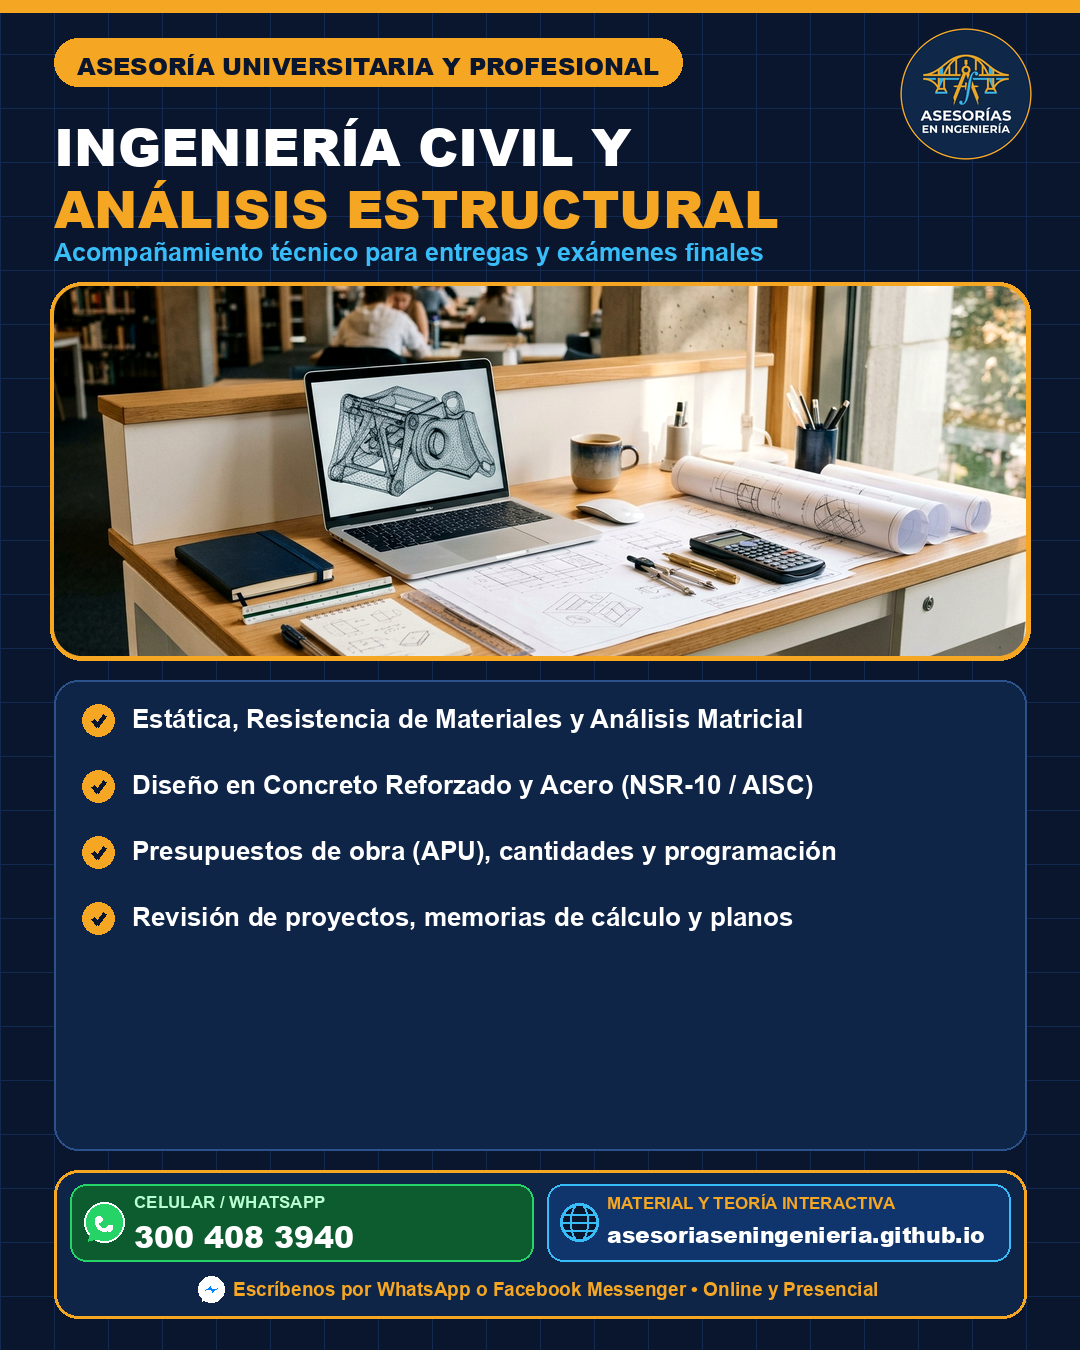 ASESORÍA UNIVERSITARIA Y PROFESIONAL
ASESORÍAS
EN INGENIERÍA
INGENIERÍA CIVIL Y
ANÁLISIS ESTRUCTURAL
Acompañamiento técnico para entregas y exámenes finales
Estática, Resistencia de Materiales y Análisis Matricial
Diseño en Concreto Reforzado y Acero (NSR-10 / AISC)
Presupuestos de obra (APU), cantidades y programación
Revisión de proyectos, memorias de cálculo y planos
CELULAR / WHATSAPP
300 408 3940
MATERIAL Y TEORÍA INTERACTIVA
asesoriaseningenieria.github.io
Escríbenos por WhatsApp o Facebook Messenger • Online y Presencial